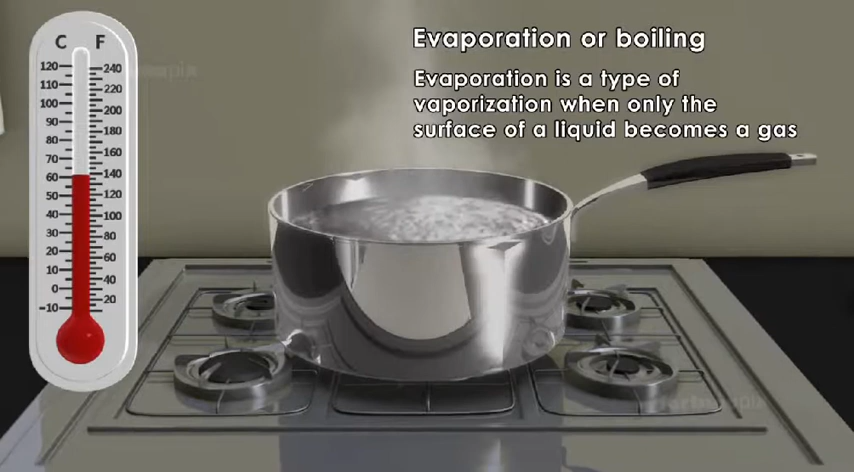 Evaporation or boiling
Evaporation is a type of
vaporization when only the
surface of a liquid becomes a gas
C F
120 240
110 220
100 200
90 180
80 160
70 140
60 120
50 100
40 80
30 60
20 40
10 20
0
-10